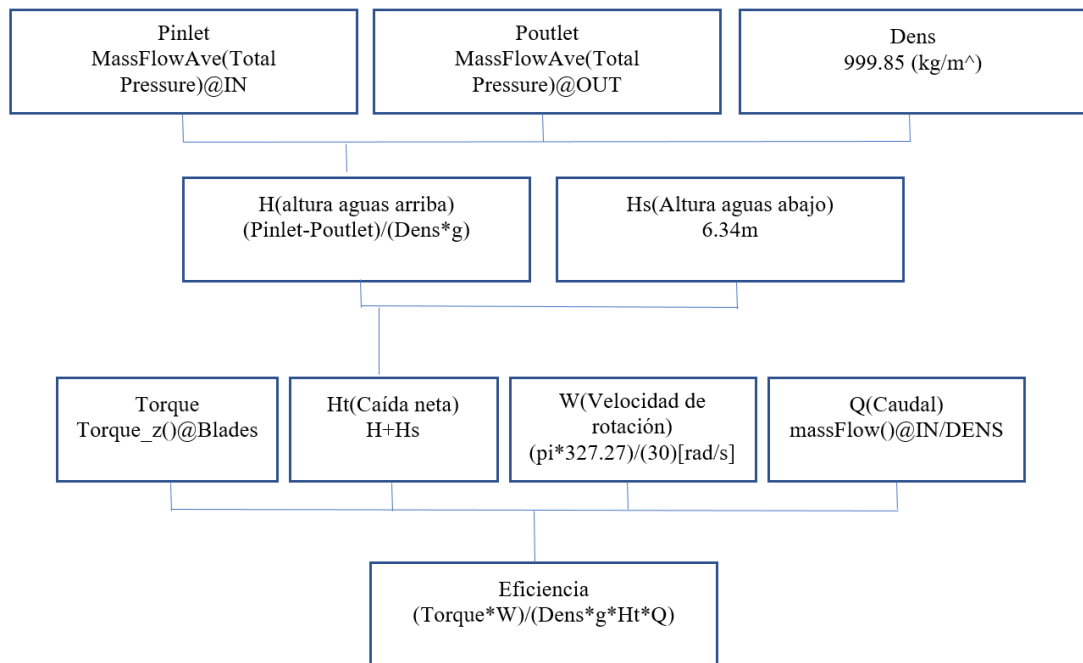 Pinlet
MassFlowAve(Total
Pressure)@IN
Poutlet
MassFlowAve(Total
Pressure)@OUT
Dens
999.85 (kg/m^)
H(altura aguas arriba)
(Pinlet-Poutlet)/(Dens*g)
Hs(Altura aguas abajo)
6.34m
Torque
Torque_z()@Blades
Ht(Caída neta)
H+Hs
W(Velocidad de
rotación)
(pi*327.27)/(30)[rad/s]
Q(Caudal)
massFlow()@IN/DENS
Eficiencia
(Torque*W)/(Dens*g*Ht*Q)